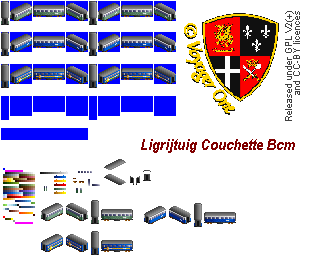 © Voyager One
Released under GPL V2(+)
and CC-BY licences
Ligrijtuig Couchette Bcm